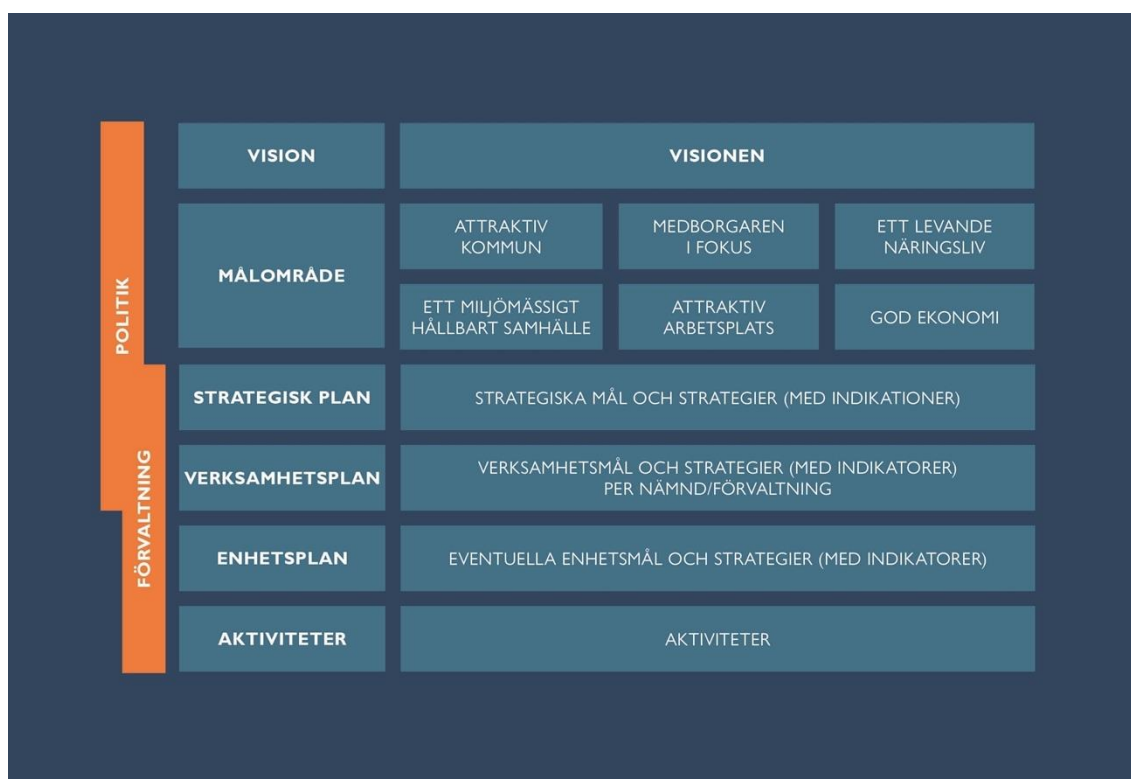 POLITIK
FÖRVALTNING
VISION
VISIONEN
MÅLOMRÅDE
ATTRAKTIV
KOMMUN
MEDBORGAREN
I FOKUS
ETT LEVANDE
NÄRINGSLIV
ETT MILJÖMÄSSIGT
HÅLLBART SAMHÄLLE
ATTRAKTIV
ARBETSPLATS
GOD EKONOMI
STRATEGISK PLAN
STRATEGISKA MÅL OCH STRATEGIER (MED INDIKATIONER)
VERKSAMHETSPLAN
VERKSAMHETSMÅL OCH STRATEGIER (MED INDIKATORER)
PER NÄMND/FÖRVALTNING
ENHETSPLAN
EVENTUELLA ENHETSMÅL OCH STRATEGIER (MED INDIKATORER)
AKTIVITETER
AKTIVITETER